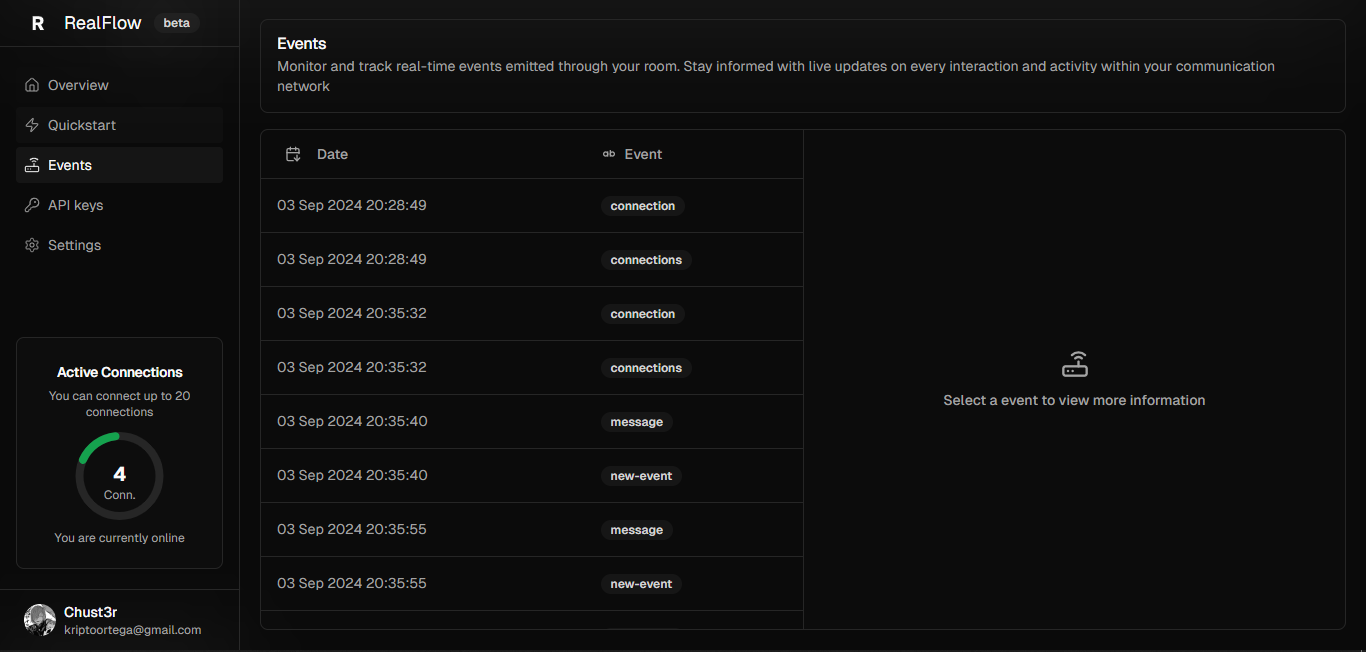 R RealFlow beta
Overview
Quickstart
Events
API keys
Settings
Active Connections
You can connect up to 20
connections
4
Conn.
You are currently online
Chust3r
kriptoortega@gmail.com
Events
Monitor and track real-time events emitted through your room. Stay informed with live updates on every interaction and activity within your communication
network
Date ab Event
03 Sep 2024 20:28:49 connection
03 Sep 2024 20:28:49 connections
03 Sep 2024 20:35:32 connection
03 Sep 2024 20:35:32 connections
03 Sep 2024 20:35:40 message
03 Sep 2024 20:35:40 new-event
03 Sep 2024 20:35:55 message
03 Sep 2024 20:35:55 new-event
Select a event to view more information